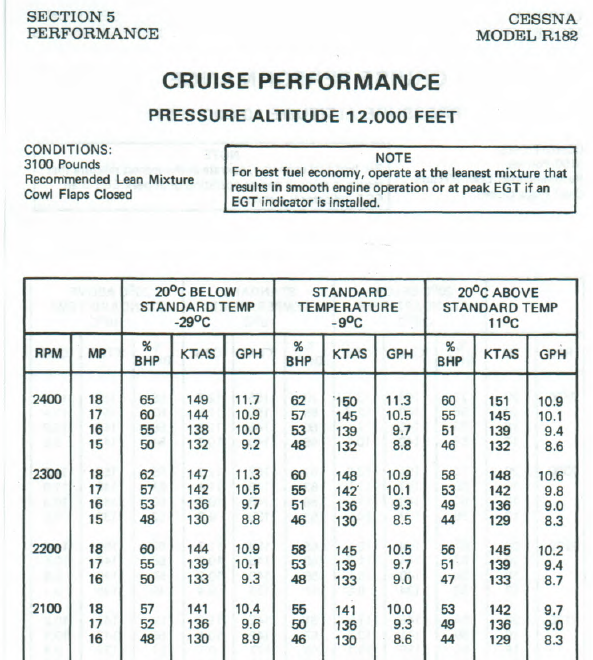 SECTION 5
PERFORMANCE
CESSNA
MODEL R182
CRUISE PERFORMANCE
PRESSURE ALTITUDE 12,000 FEET
CONDITIONS:
3100 Pounds
Recommended Lean Mixture
Cowl Flaps Closed
NOTE
For best fuel economy, operate at the leanest mixture that
results in smooth engine operation or at peak EGT if an
EGT indicator is installed.
20°C BELOW STANDARD TEMP -29°C
STANDARD TEMPERATURE -9°C
20°C ABOVE STANDARD TEMP 11°C
RPM MP % BHP KTAS GPH % BHP KTAS GPH % BHP KTAS GPH
2400 18 65 149 11.7 62 150 11.3 60 151 10.9
17 60 144 10.9 57 145 10.5 55 145 10.1
16 55 138 10.0 53 139 9.7 51 139 9.4
15 50 132 9.2 48 132 8.8 46 132 8.6
2300 18 62 147 11.3 60 148 10.9 58 148 10.6
17 57 142 10.5 55 142 10.1 53 142 9.8
16 53 136 9.7 51 136 9.3 49 136 9.0
15 48 130 8.8 46 130 8.5 44 129 8.3
2200 18 60 144 10.9 58 145 10.5 56 145 10.2
17 55 139 10.1 53 139 9.7 51 139 9.4
16 50 133 9.3 48 133 9.0 47 133 8.7
2100 18 57 141 10.4 55 141 10.0 53 142 9.7
17 52 136 9.6 50 136 9.3 49 136 9.0
16 48 130 8.9 46 130 8.6 44 129 8.3